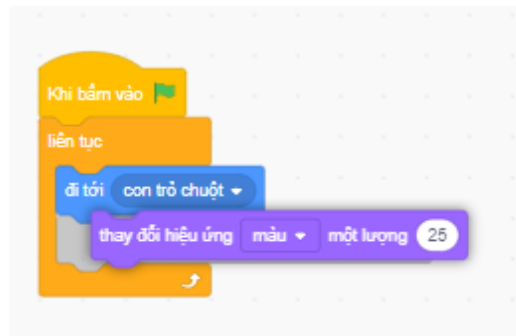 Khi bấm vào
liên tục
đi tới con trỏ chuột
thay đổi hiệu ứng màu một lượng 25